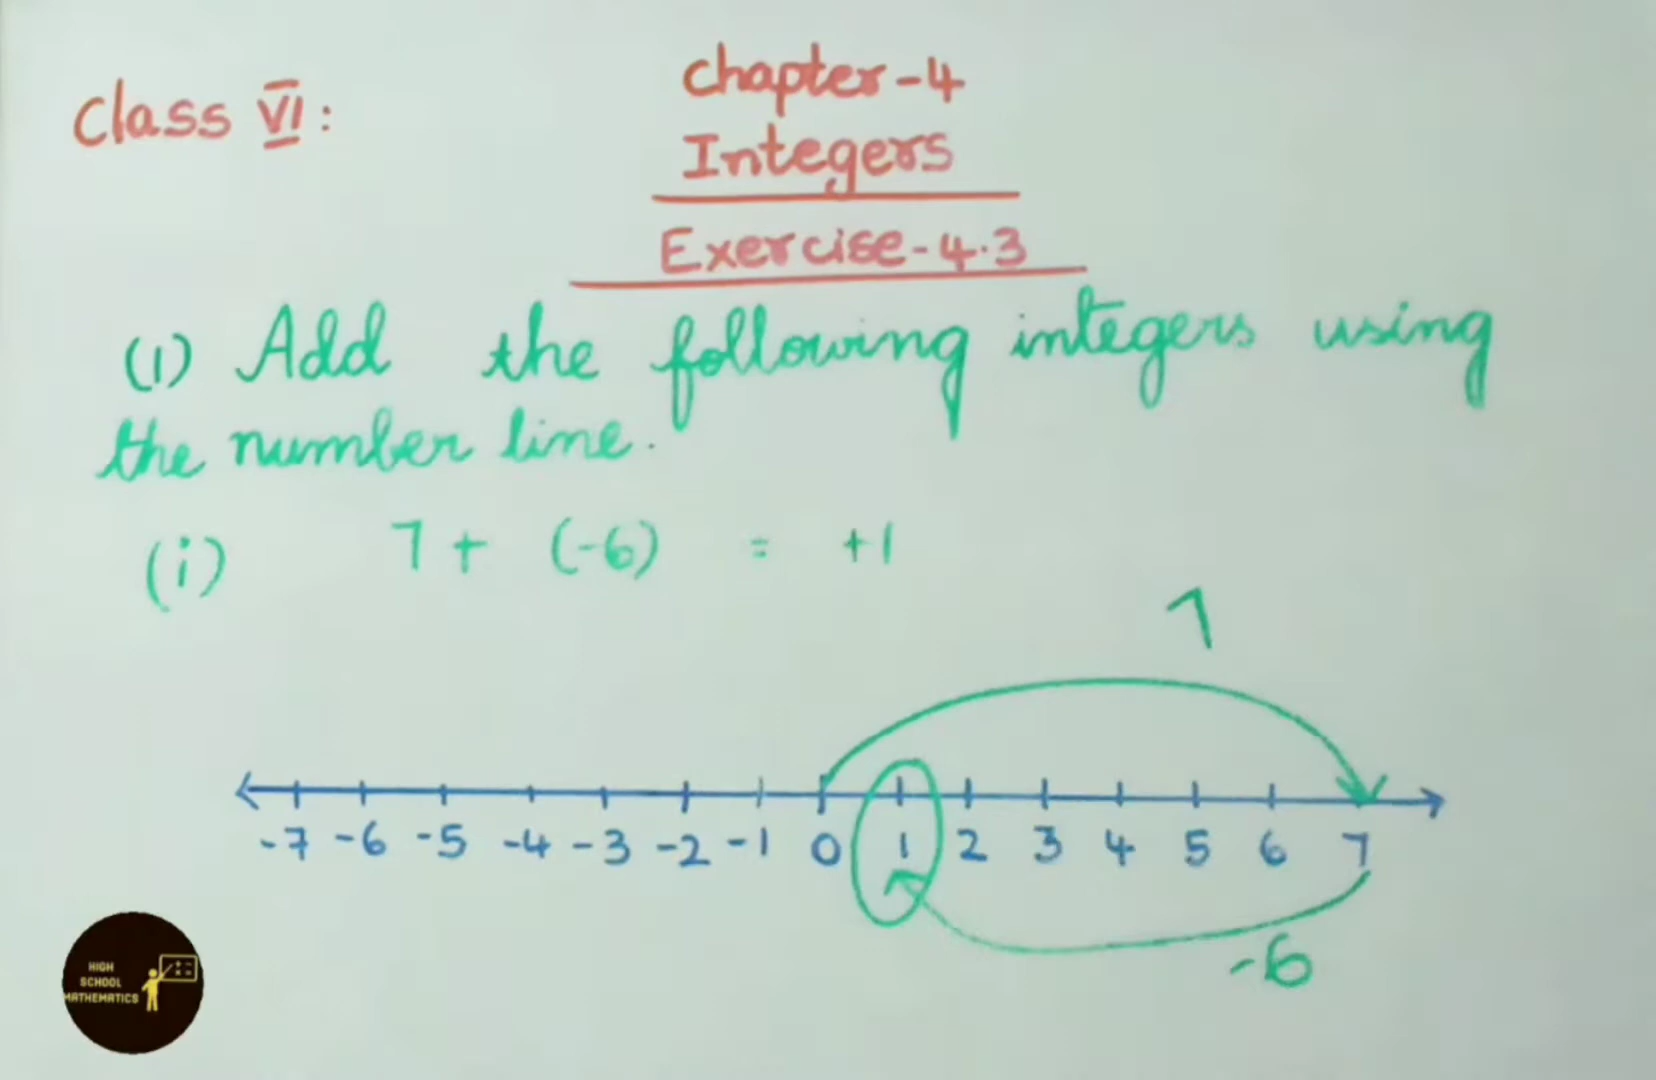 Class VI:
Chapter-4
Integers
Exercise-4.3
(1) Add the following integers using
the number line.
(i) 7 + (-6) = +1
7
-7 -6 -5 -4 -3 -2 -1 0 1 2 3 4 5 6 7
-6
HIGH
SCHOOL
MATHEMATICS